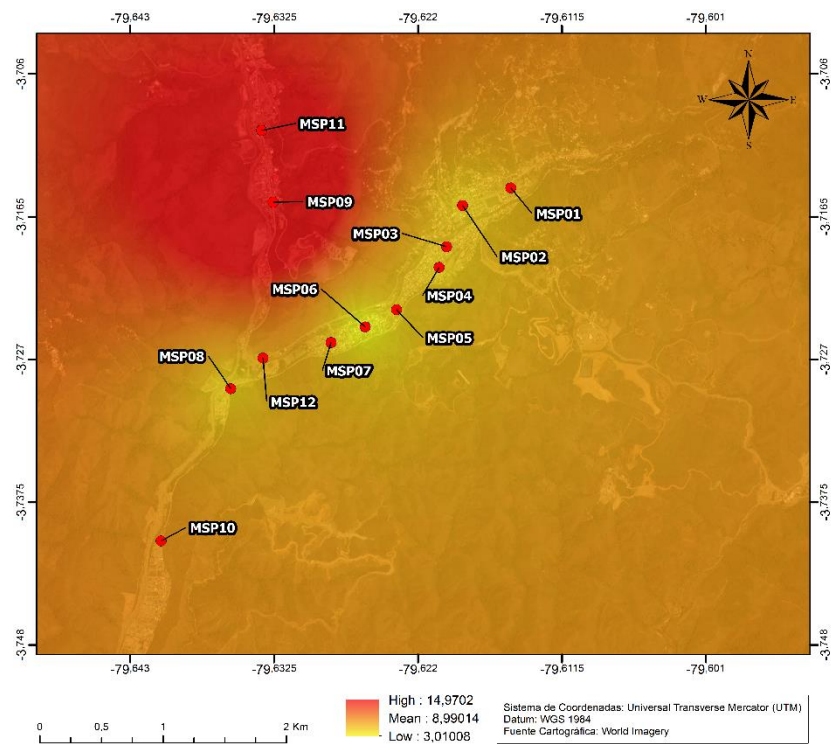 -79.643 -79.6325 -79.622 -79.6115 -79.601
-3.706 -3.706
N
W E
S
MSP11
MSP09
MSP01
-3.7165 -3.7165
MSP03
MSP02
MSP04
MSP06
MSP05
MSP08
-3.727 -3.727
MSP07
MSP12
-3.7375 -3.7375
MSP10
-3.748 -3.748
-79.643 -79.6325 -79.622 -79.6115 -79.601
High : 14,9702
Mean : 8,99014
Low : 3,01008
0 0,5 1 2 Km
Sistema de Coordenadas: Universal Transverse Mercator (UTM)
Datum: WGS 1984
Fuente Cartográfica: World Imagery